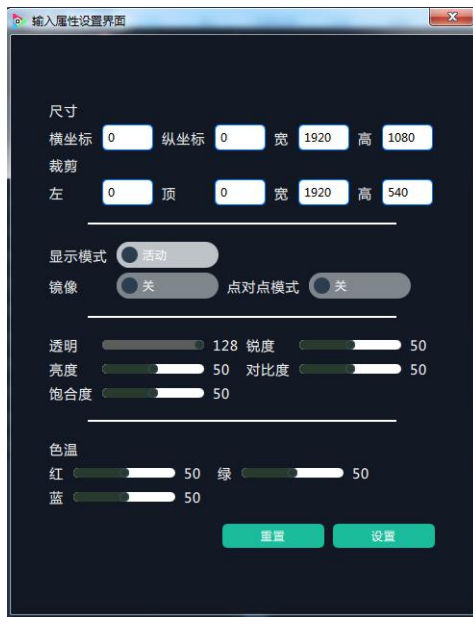 输入属性设置界面
尺寸
横坐标 0 纵坐标 0 宽 1920 高 1080
裁剪
左 0 顶 0 宽 1920 高 540
显示模式 活动
镜像 关 点对点模式 关
透明 128 锐度 50
亮度 50 对比度 50
饱合度 50
色温
红 50 绿 50
蓝 50
重置 设置